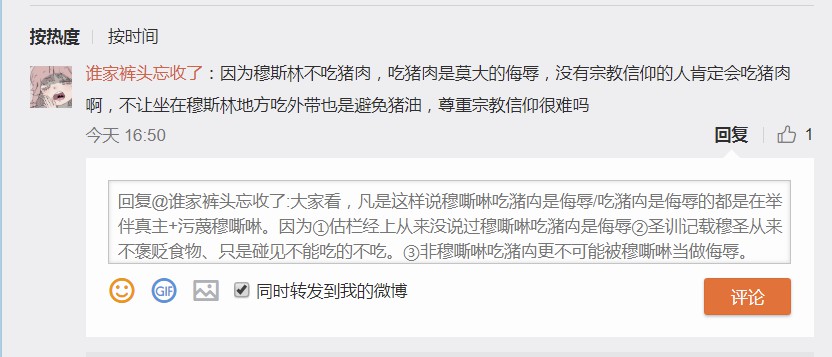 按热度 按时间
谁家裤头忘收了：因为穆斯林不吃猪肉，吃猪肉是莫大的侮辱，没有宗教信仰的人肯定会吃猪肉
啊，不让坐在穆斯林地方吃外带也是避免猪油，尊重宗教信仰很难吗
今天 16:50 回复 1
回复@谁家裤头忘收了:大家看，凡是这样说穆嘶啉吃潴禸是侮辱/吃潴禸是侮辱的都是在举
伴真主+污蔑穆嘶啉。因为①估栏经上从来没说过穆嘶啉吃潴禸是侮辱②圣训记载穆圣从来
不褒贬食物、只是碰见不能吃的不吃。③非穆嘶啉吃潴禸更不可能被穆嘶啉当做侮辱。
GIF 同时转发到我的微博 评论